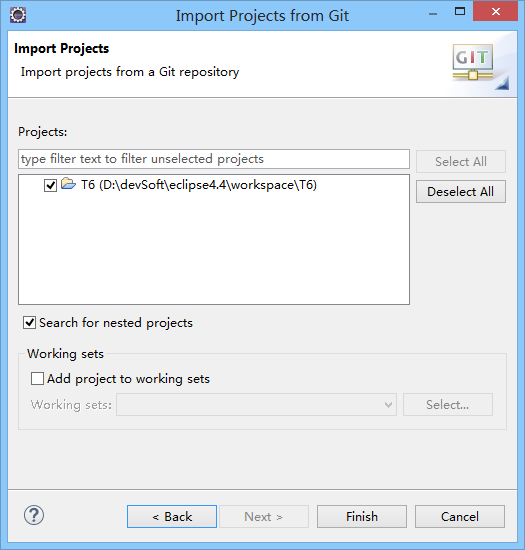 Import Projects from Git
Import Projects
Import projects from a Git repository
GIT
Projects:
type filter text to filter unselected projects
Select All
T6 (D:\devSoft\eclipse4.4\workspace\T6)
Deselect All
Search for nested projects
Working sets
Add project to working sets
Working sets:
Select...
?
< Back
Next >
Finish
Cancel